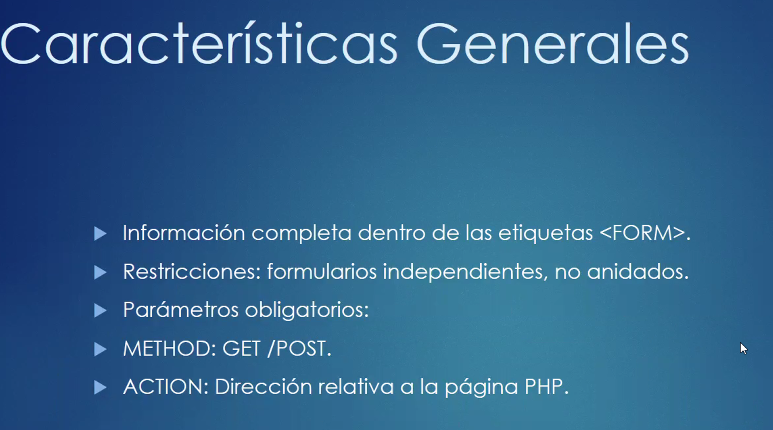 Características Generales
Información completa dentro de las etiquetas <FORM>.
Restricciones: formularios independientes, no anidados.
Parámetros obligatorios:
METHOD: GET /POST.
ACTION: Dirección relativa a la página PHP.